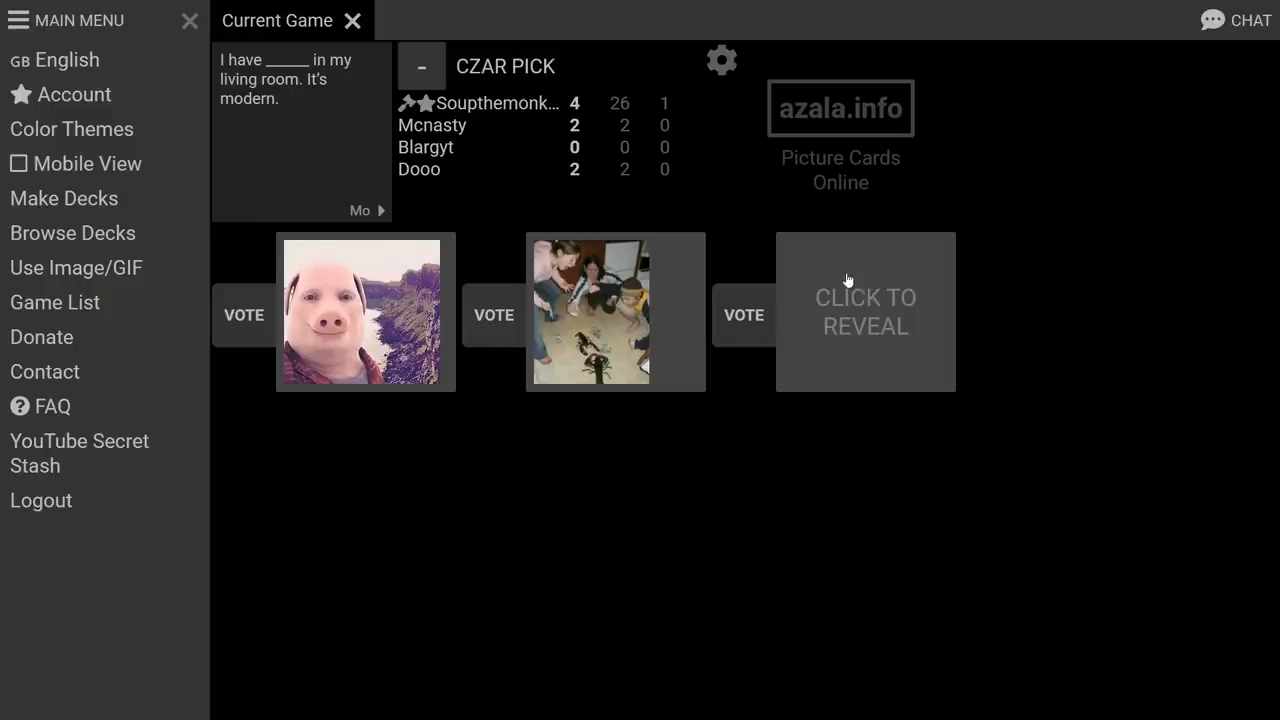 MAIN MENU
GB English
Account
Color Themes
Mobile View
Make Decks
Browse Decks
Use Image/GIF
Game List
Donate
Contact
FAQ
YouTube Secret
Stash
Logout
Current Game
I have ______ in my
living room. It's
modern.
Mo
-
CZAR PICK
Soupthemonk... 4 26 1
Mcnasty 2 2 0
Blargyt 0 0 0
Dooo 2 2 0
azala.info
Picture Cards
Online
CHAT
VOTE
VOTE
VOTE
CLICK TO
REVEAL